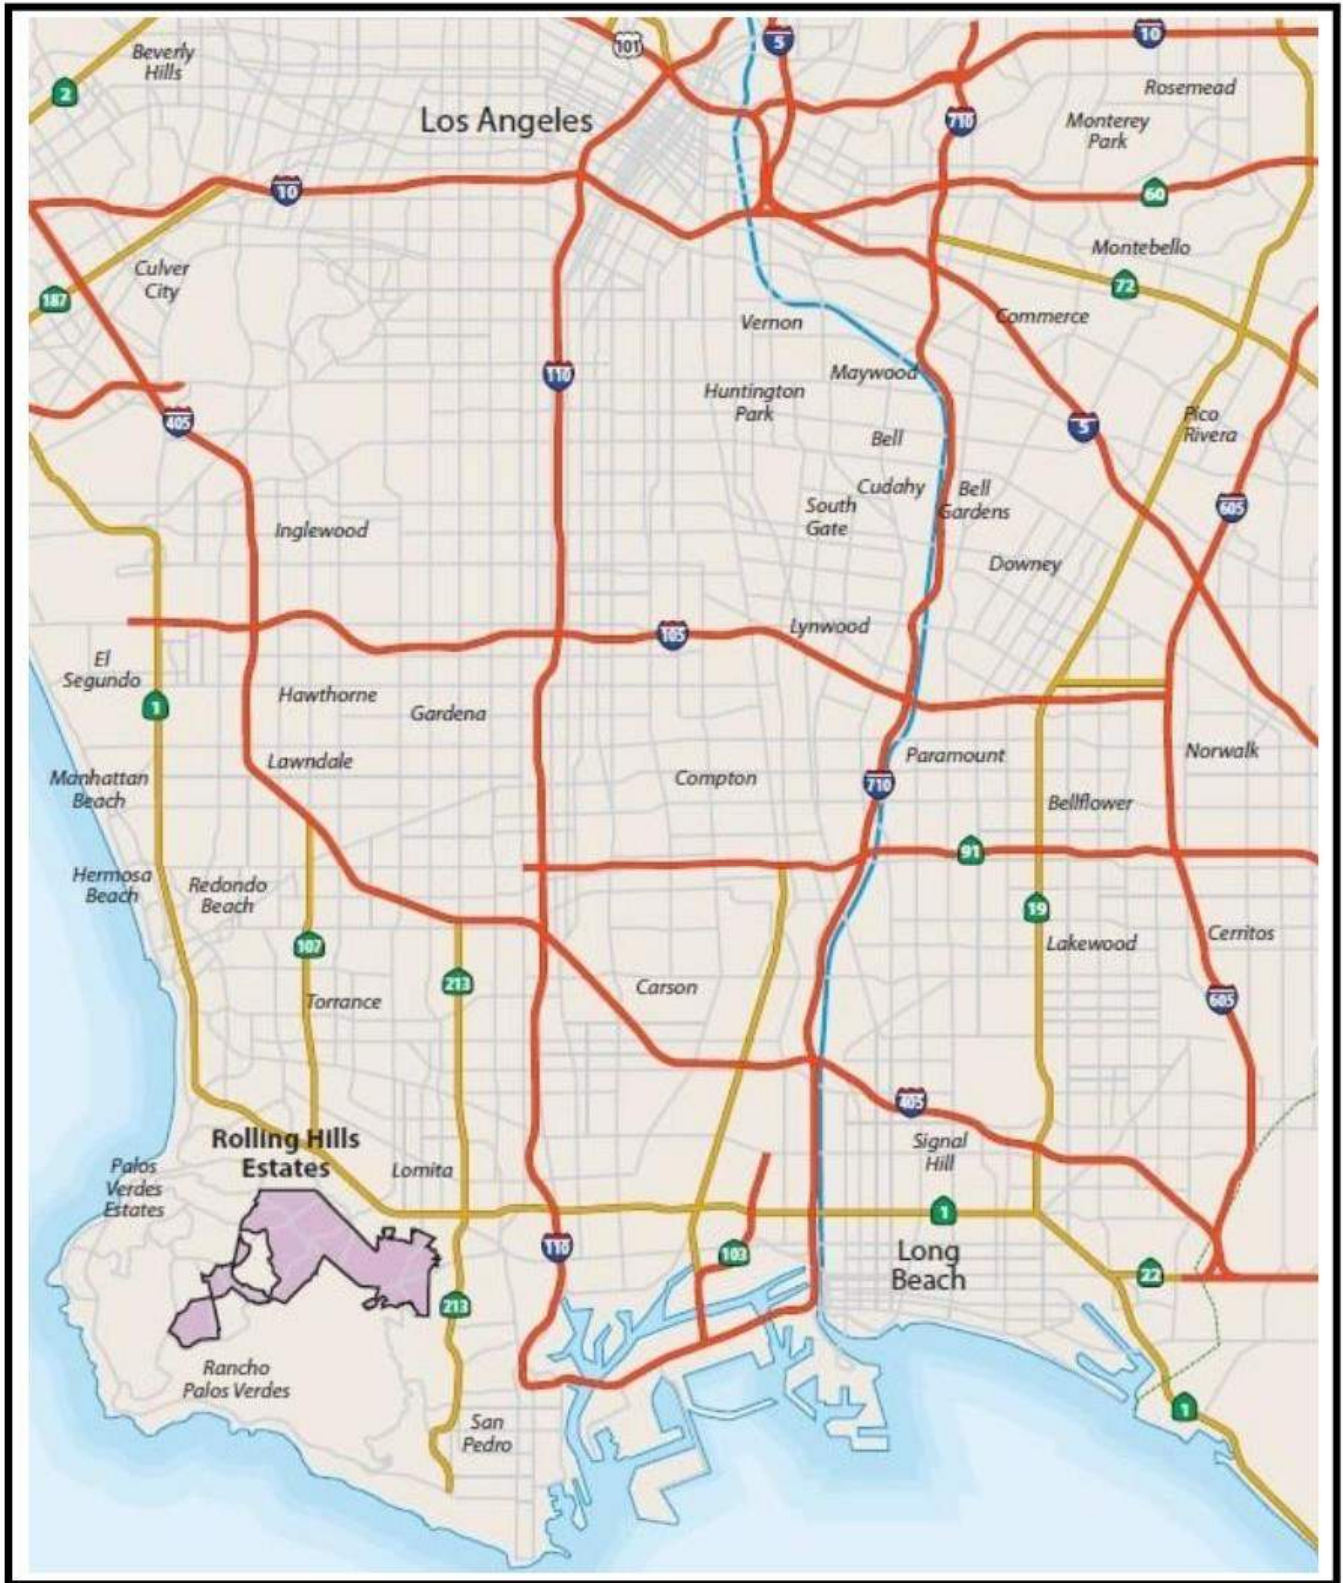 Beverly
Hills
101
5
10
2
Rosemead
Los Angeles
710
Monterey
Park
10
60
Montebello
Culver
City
187
72
Vernon
Commerce
110
Maywood
Huntington
Park
405
5
Pico
Rivera
Bell
Cudahy
Bell
Gardens
South
Gate
605
Inglewood
Downey
105
Lynwood
El
Segundo
Hawthorne
1
Gardena
Paramount
Norwalk
Lawndale
Manhattan
Beach
Compton
710
Bellflower
91
Hermosa
Beach
Redondo
Beach
19
107
Lakewood
Cerritos
213
Carson
Torrance
605
405
Rolling Hills
Estates
Signal
Hill
Palos
Verdes
Estates
Lomita
1
110
103
Long
Beach
22
213
Rancho
Palos Verdes
1
San
Pedro